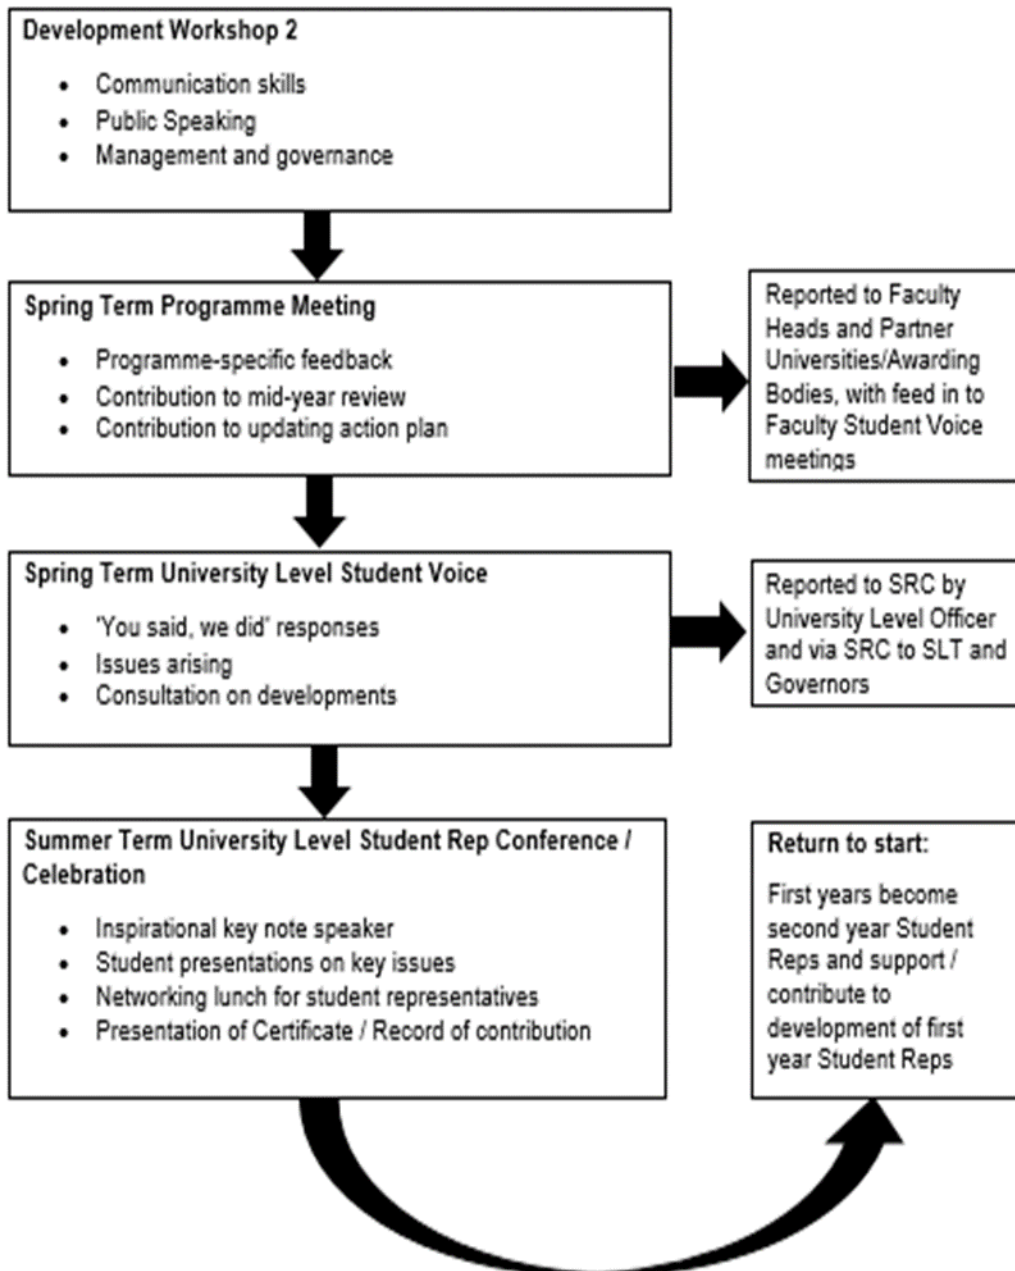 Development Workshop 2
• Communication skills
• Public Speaking
• Management and governance
Spring Term Programme Meeting
• Programme-specific feedback
• Contribution to mid-year review
• Contribution to updating action plan
Reported to Faculty
Heads and Partner
Universities/Awarding
Bodies, with feed in to
Faculty Student Voice
meetings
Spring Term University Level Student Voice
• 'You said, we did' responses
• Issues arising
• Consultation on developments
Reported to SRC by
University Level Officer
and via SRC to SLT and
Governors
Summer Term University Level Student Rep Conference /
Celebration
• Inspirational key note speaker
• Student presentations on key issues
• Networking lunch for student representatives
• Presentation of Certificate / Record of contribution
Return to start:
First years become
second year Student
Reps and support /
contribute to
development of first
year Student Reps